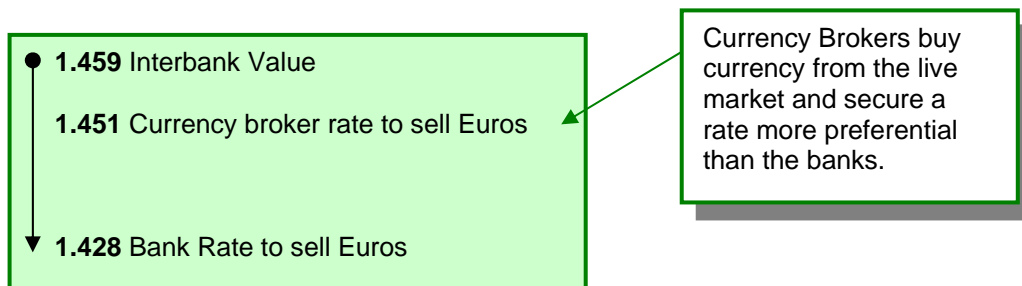 1.459 Interbank Value
1.451 Currency broker rate to sell Euros
1.428 Bank Rate to sell Euros
Currency Brokers buy
currency from the live
market and secure a
rate more preferential
than the banks.